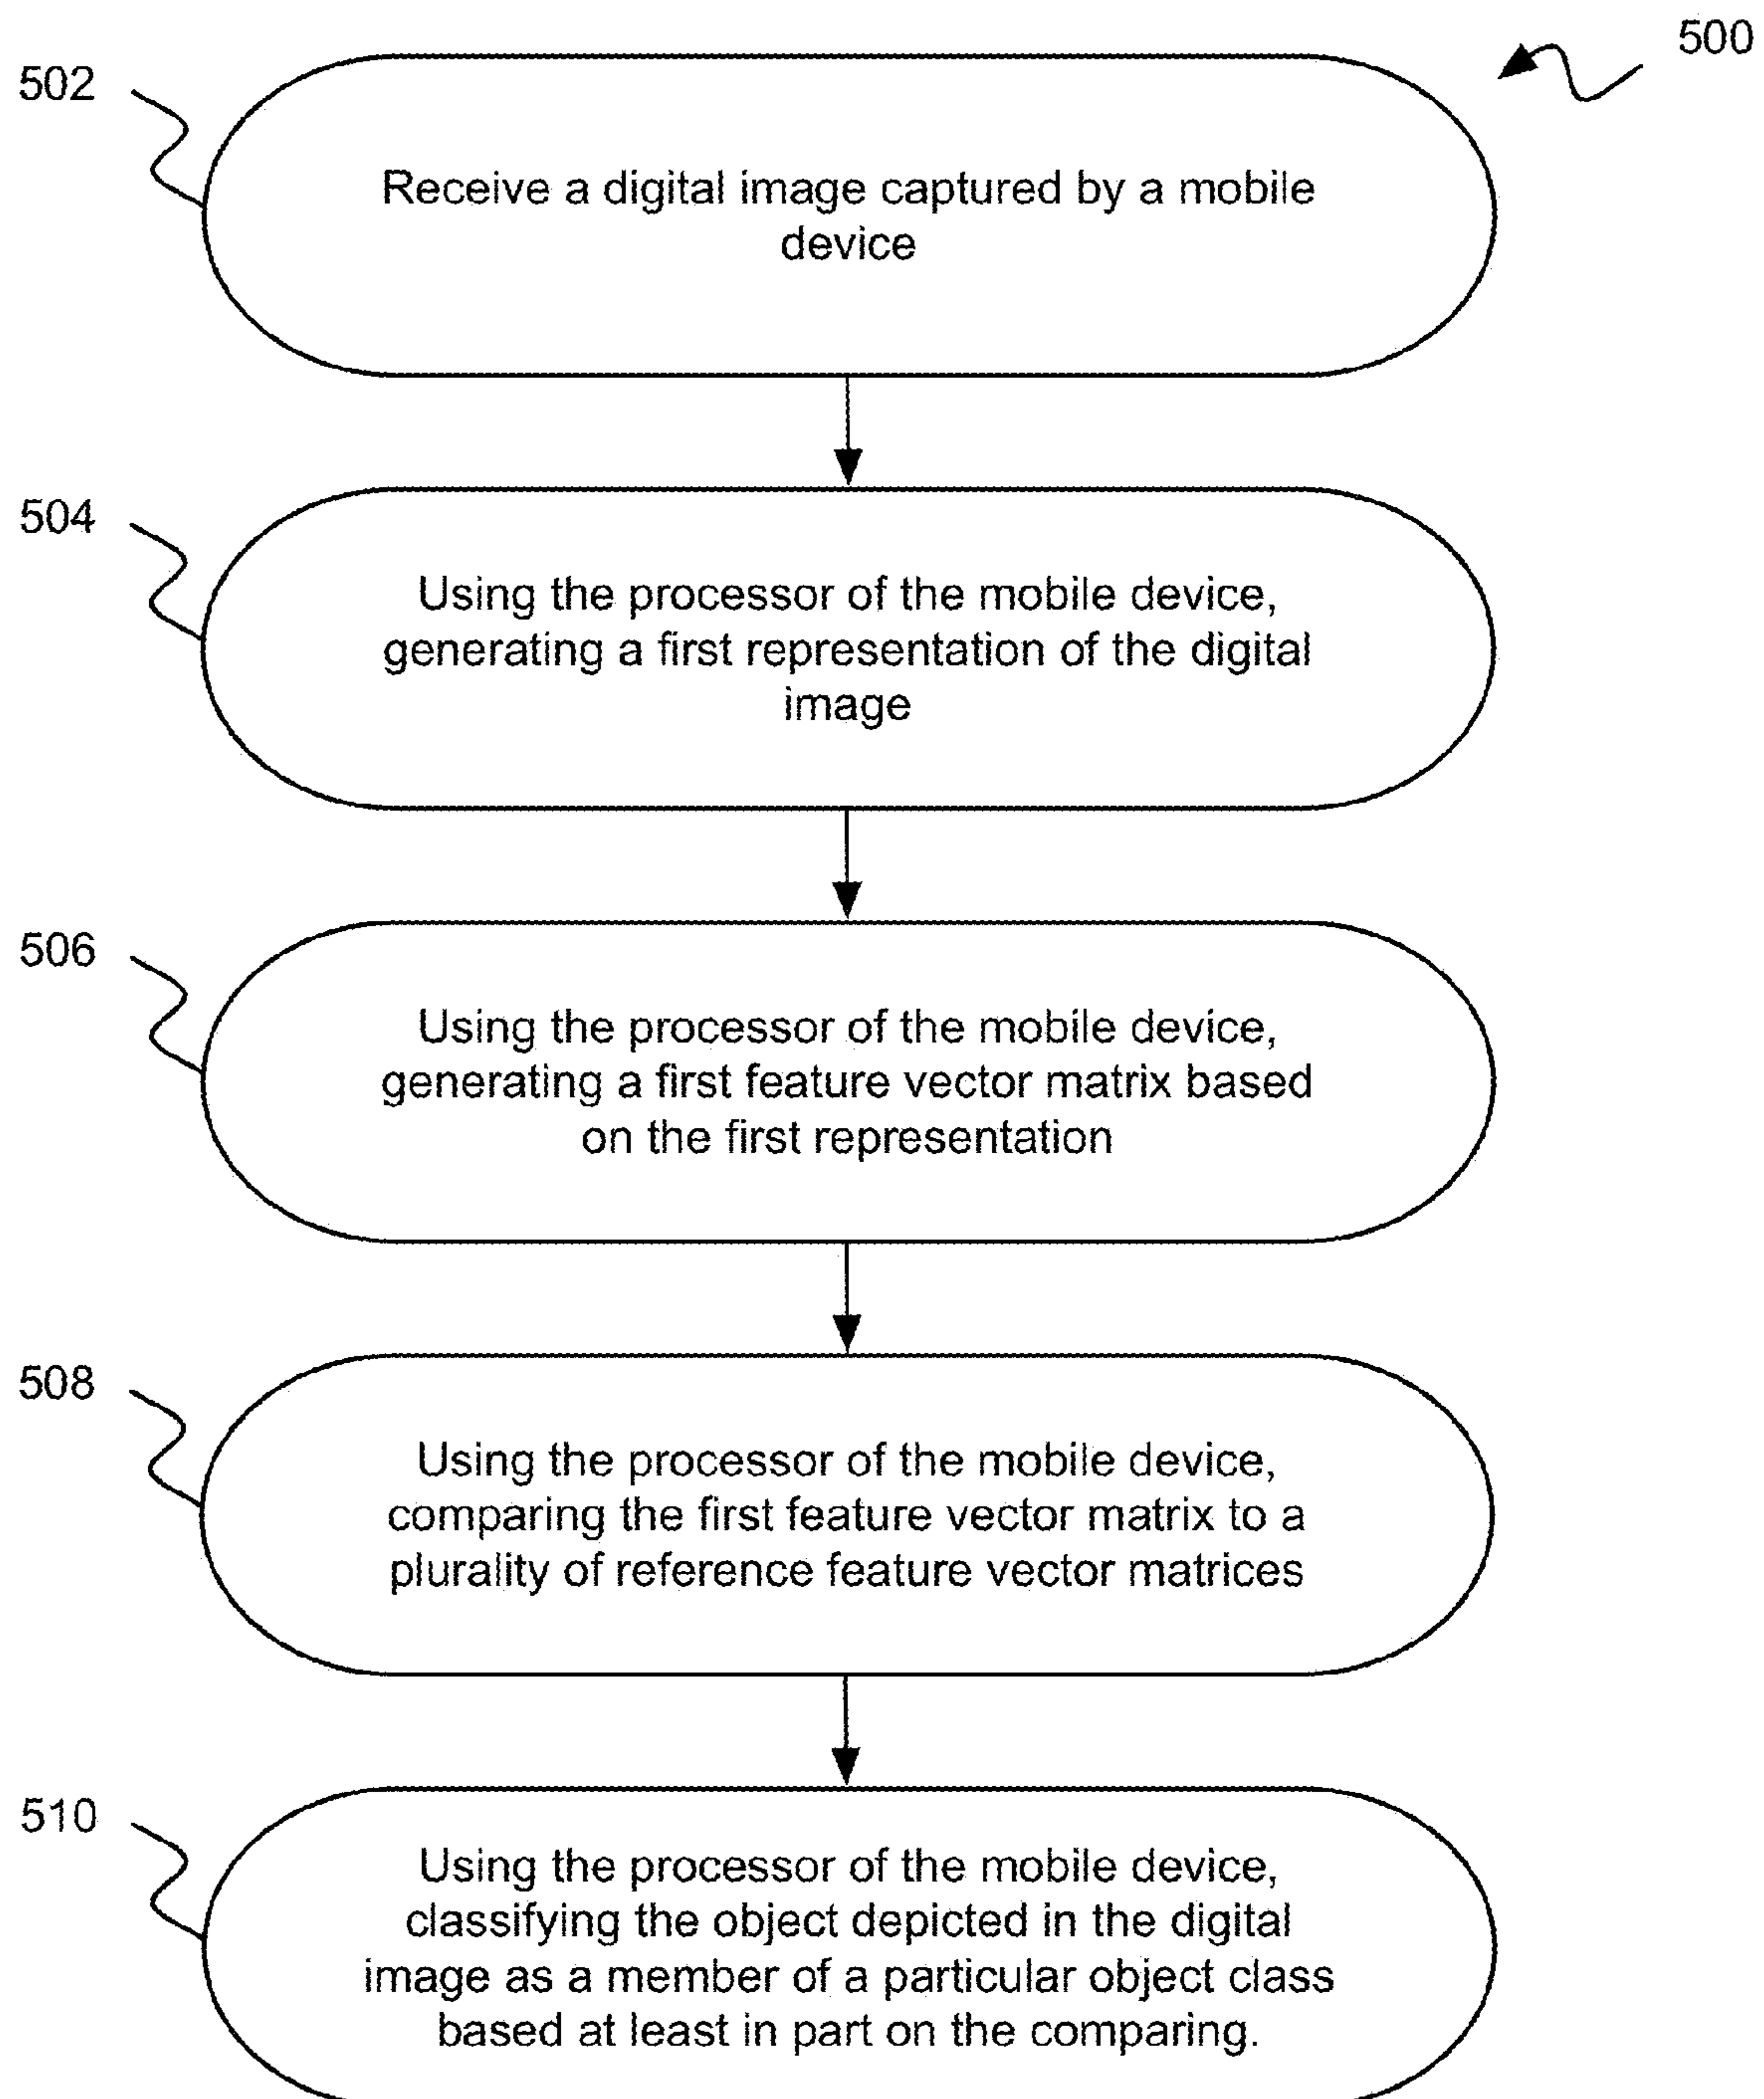 500
502
Receive a digital image captured by a mobile
device
504
Using the processor of the mobile device,
generating a first representation of the digital
image
506
Using the processor of the mobile device,
generating a first feature vector matrix based
on the first representation
508
Using the processor of the mobile device,
comparing the first feature vector matrix to a
plurality of reference feature vector matrices
510
Using the processor of the mobile device,
classifying the object depicted in the digital
image as a member of a particular object class
based at least in part on the comparing.